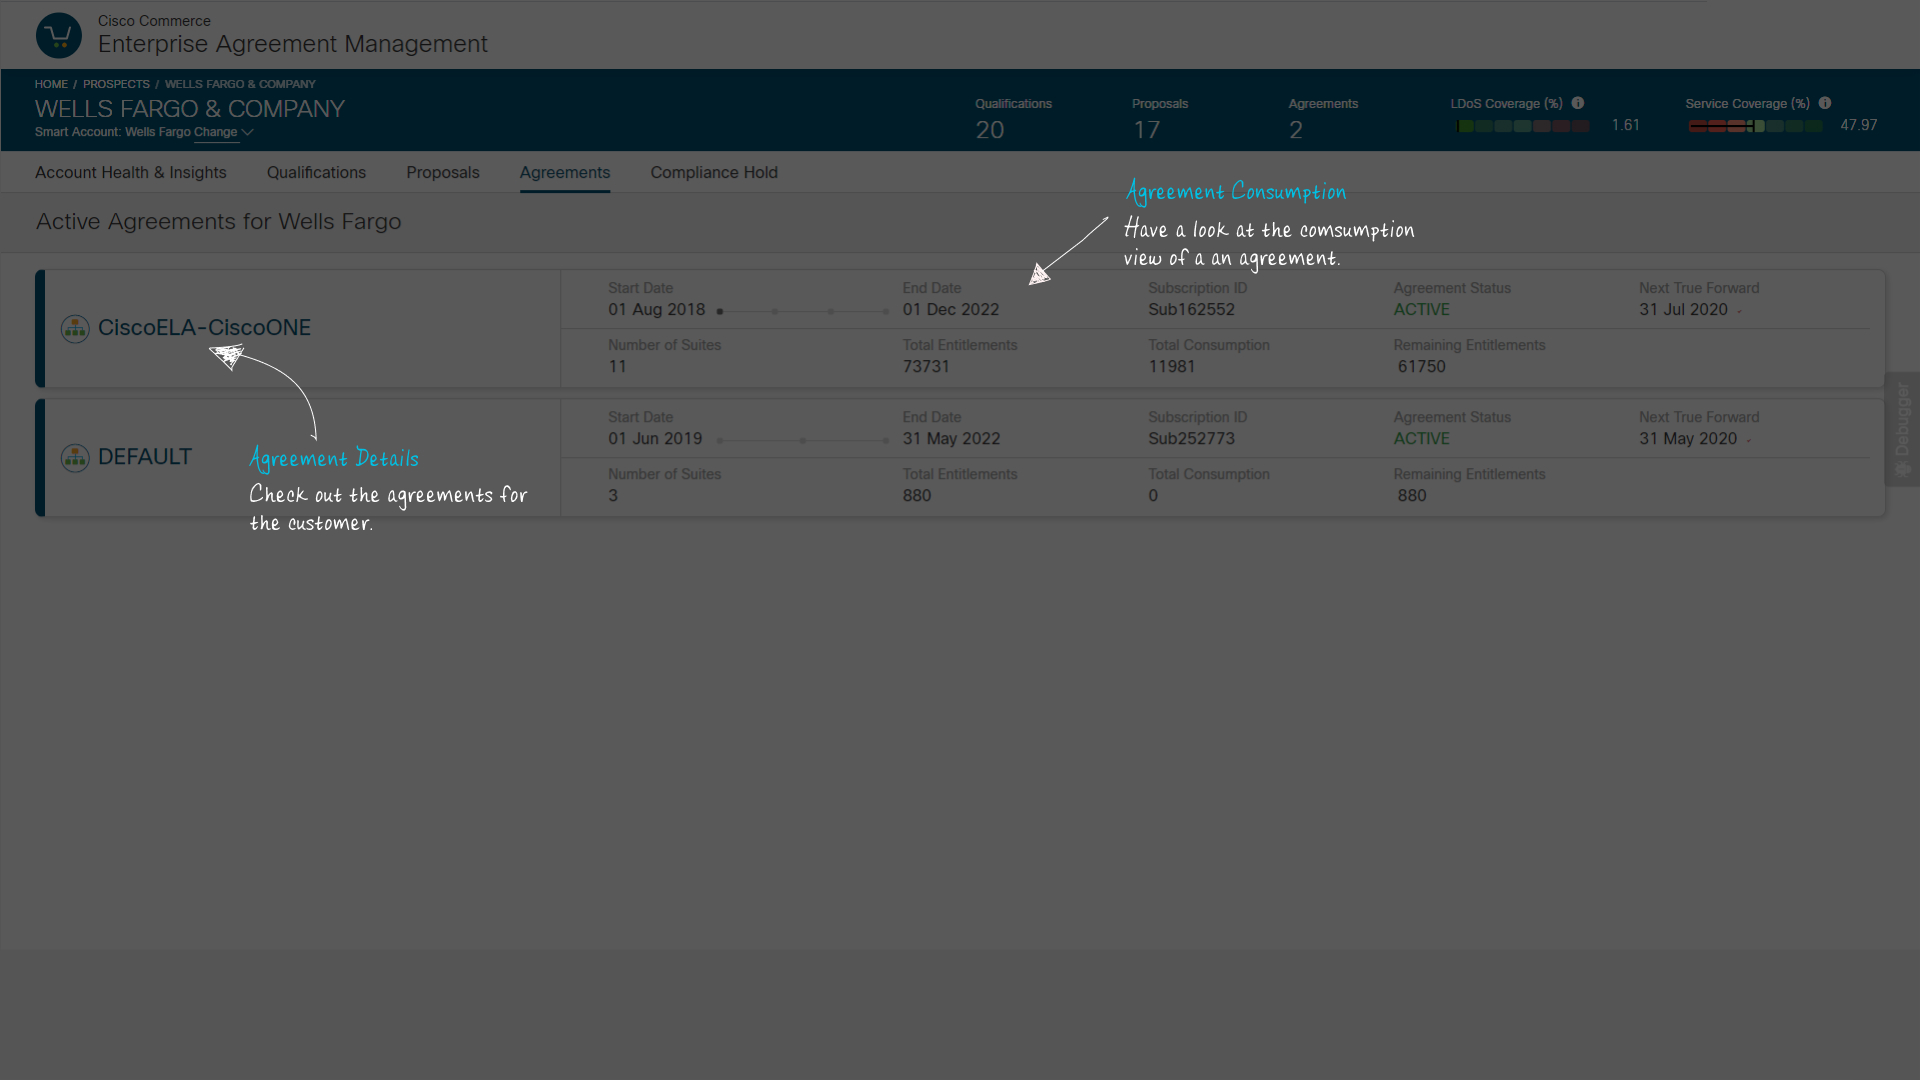 Cisco Commerce
Enterprise Agreement Management
HOME / PROSPECTS / WELLS FARGO & COMPANY
WELLS FARGO & COMPANY
Smart Account: Wells Fargo Change
Qualifications
20
Proposals
17
Agreements
2
LDoS Coverage (%)
1.61
Service Coverage (%)
47.97
Account Health & Insights Qualifications Proposals Agreements Compliance Hold
Agreement Consumption
Have a look at the comsumption
view of a an agreement.
Active Agreements for Wells Fargo
CiscoELA-CiscoONE
Start Date End Date Subscription ID Agreement Status Next True Forward
01 Aug 2018 01 Dec 2022 Sub162552 ACTIVE 31 Jul 2020
Number of Suites Total Entitlements Total Consumption Remaining Entitlements
11 73731 11981 61750
DEFAULT
Start Date End Date Subscription ID Agreement Status Next True Forward
01 Jun 2019 31 May 2022 Sub252773 ACTIVE 31 May 2020
Number of Suites Total Entitlements Total Consumption Remaining Entitlements
3 880 0 880
Agreement Details
Check out the agreements for
the customer.
Debugger